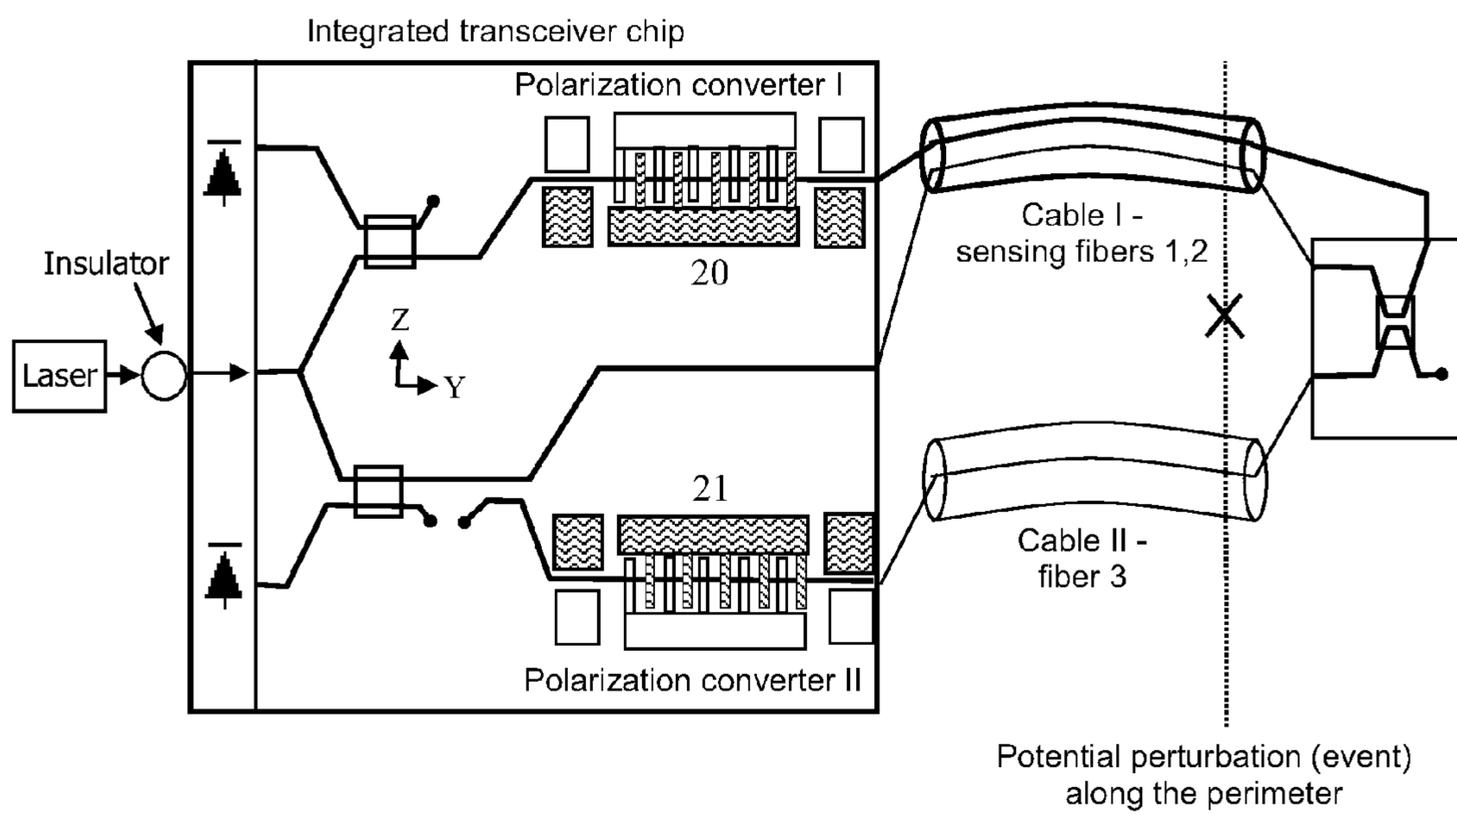 Integrated transceiver chip
Polarization converter I
20
Cable I -
sensing fibers 1,2
Insulator
Laser
Z
Y
21
Cable II -
fiber 3
Polarization converter II
Potential perturbation (event)
along the perimeter